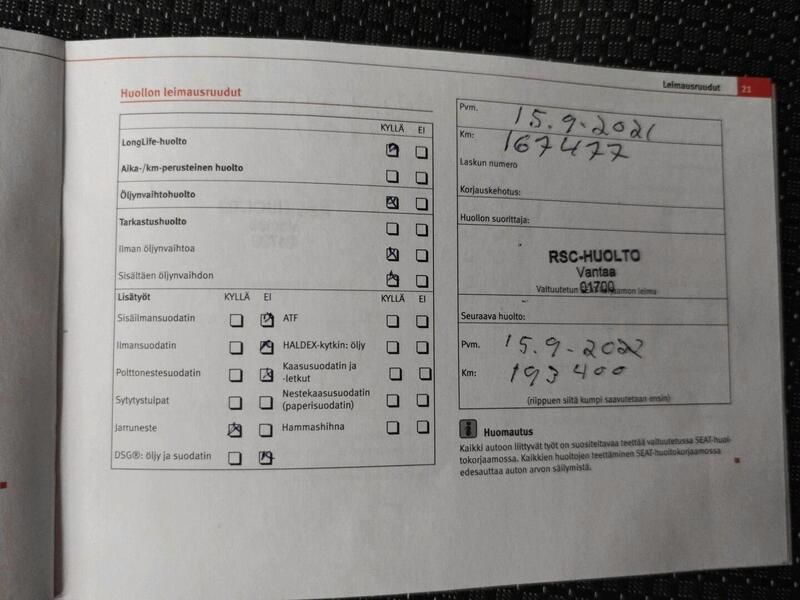 Leimausruudut 21
Huollon leimausruudut
KYLLÄ EI
LongLife-huolto
Aika-/km-perusteinen huolto
Öljynvaihtohuolto
Tarkastushuolto
Ilman öljynvaihtoa
Sisältäen öljynvaihdon
Lisätyöt KYLLÄ EI KYLLÄ EI
Sisäilmansuodatin ATF
Ilmansuodatin HALDEX-kytkin: öljy
Polttonestesuodatin Kaasusuodatin ja
-letkut
Sytytystulpat Nestekaasusuodatin
(paperisuodatin)
Jarruneste Hammashihna
DSG®: öljy ja suodatin
Pvm. 15.9-2021
Km: 167477
Laskun numero
Korjauskehotus:
Huollon suorittaja:
RSC-HUOLTO
Vantaa
01700
Valtuutetun leima
Seuraava huolto:
Pvm. 15.9-2022
Km: 193400
(riippuen siitä kumpi saavutetaan ensin)
i Huomautus
Kaikki autoon liittyvät työt on suositeltavaa teettää valtuutetussa SEAT-huol-
tokorjaamossa. Kaikkien huoltojen teettäminen SEAT-huoltokorjaamossa
edesauttaa auton arvon säilymistä.